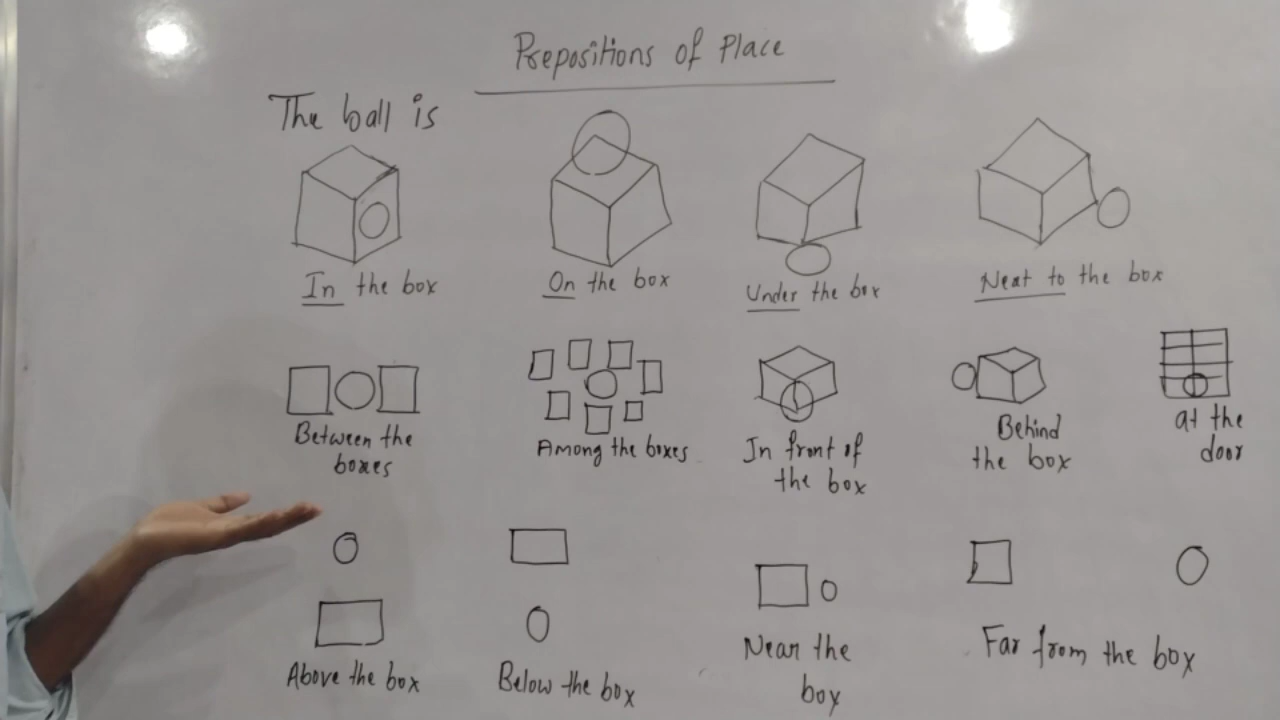 Prepositions of Place
The ball is
In the box
On the box
Under the box
Next to the box
Between the
boxes
Among the boxes
In front of
the box
Behind
the box
at the
door
Above the box
Below the box
Near the
box
Far from the box